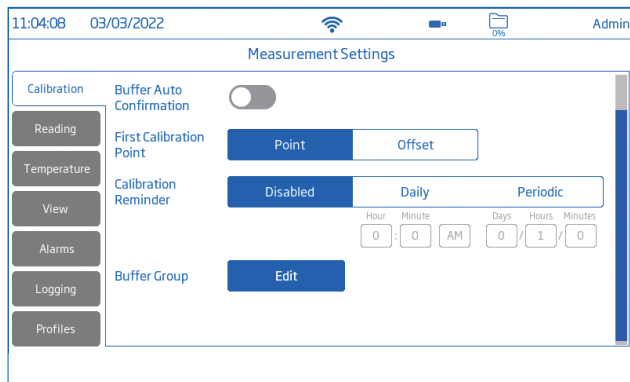 11:04:08 03/03/2022 0% Admin
Measurement Settings
Calibration
Reading
Temperature
View
Alarms
Logging
Profiles
Buffer Auto
Confirmation
First Calibration
Point
Point Offset
Calibration
Reminder
Disabled Daily Periodic
Hour Minute Days Hours Minutes
0 : 0 AM 0 / 1 / 0
Buffer Group
Edit